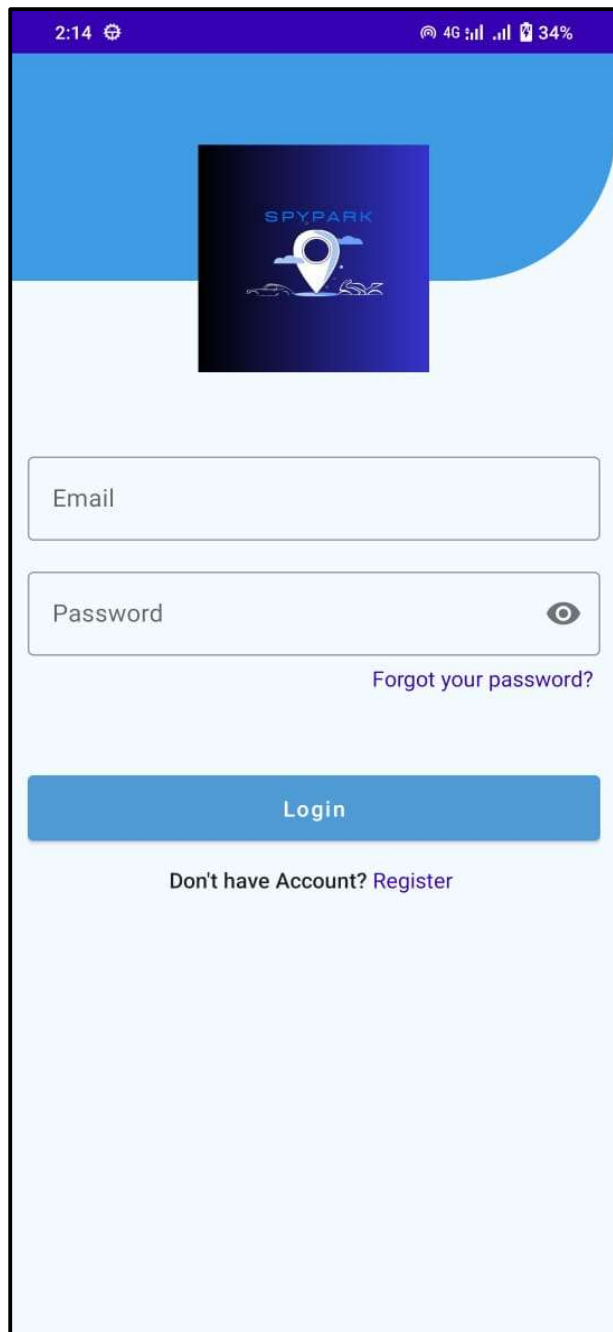 2:14 4G 34%
SPYPARK
Email
Password
Forgot your password?
Login
Don't have Account? Register